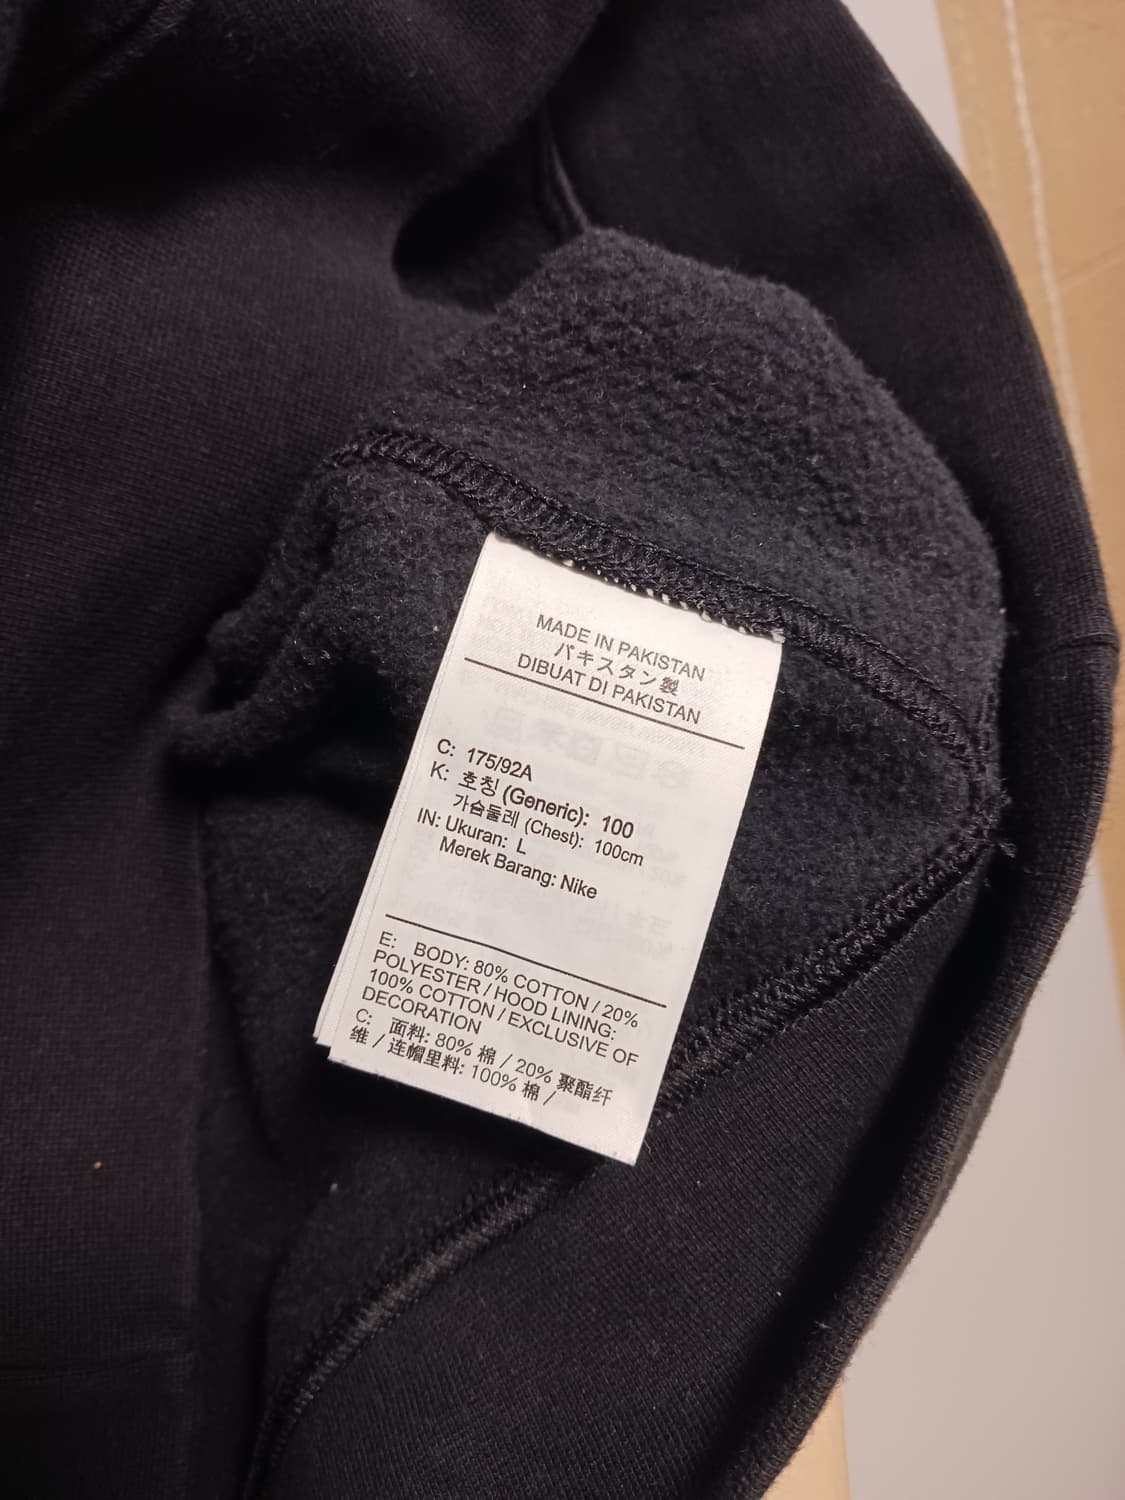 MADE IN PAKISTAN
パキスタン製
DIBUAT DI PAKISTAN
C: 175/92A
K: 호칭 (Generic): 100
가슴둘레 (Chest): 100cm
IN: Ukuran: L
Merek Barang: Nike
E: BODY: 80% COTTON / 20%
POLYESTER / HOOD LINING:
100% COTTON / EXCLUSIVE OF
DECORATION
C: 面料: 80% 棉 / 20% 聚酯纤
维 / 连帽里料: 100% 棉 /